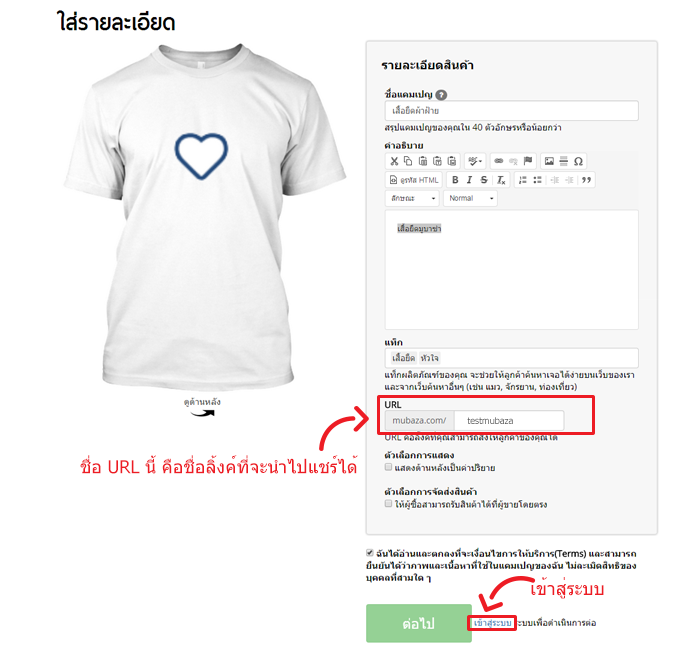 ใส่รายละเอียด
รายละเอียดสินค้า
ชื่อแคมเปญ ?
เสื้อยืดผ้าฝ้าย
สรุปแคมเปญของคุณใน 40 ตัวอักษรหรือน้อยกว่า
คำอธิบาย
ดูรหัส HTML B I S
ลักษณะ Normal
เสื้อยืดมูบาซ่า
แท็ก
เสื้อยืด หัวใจ
แท็กผลิตภัณฑ์ของคุณ จะช่วยให้ลูกค้าค้นหาเจอได้ง่ายบนเว็บของเรา
และจากเว็บค้นหาอื่นๆ (เช่น แมว, จักรยาน, ท่องเที่ยว)
ดูด้านหลัง
URL
mubaza.com/ testmubaza
URL คือลิงค์ที่คุณสามารถส่งให้ลูกค้าของคุณได้
ชื่อ URL นี้ คือชื่อลิ้งค์ที่จะนำไปแชร์ได้
ตัวเลือกการแสดง
แสดงด้านหลังเป็นค่าปริยาย
ตัวเลือกการจัดส่งสินค้า
ให้ผู้ซื้อสามารถรับสินค้าได้ที่ผู้ขายโดยตรง
ฉันได้อ่านและตกลงที่จะเงื่อนไขการให้บริการ(Terms) และสามารถ
ยืนยันได้ว่าภาพและเนื้อหาที่ใช้ในแคมเปญของฉัน ไม่ละเมิดสิทธิของ
บุคคลที่สามใด ๆ
เข้าสู่ระบบ
ต่อไป เข้าสู่ระบบ ระบบเพื่อดำเนินการต่อ